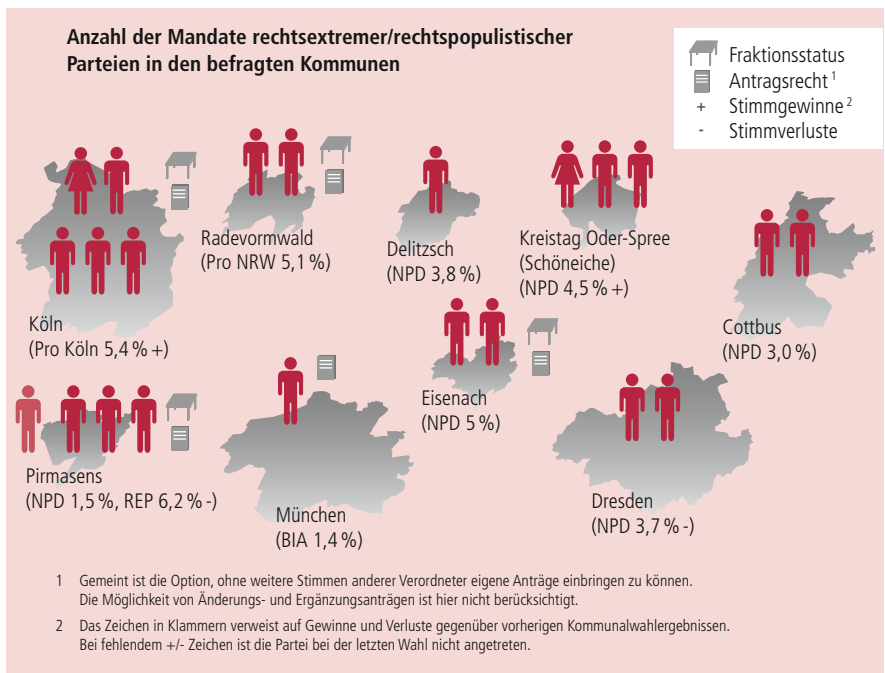 Anzahl der Mandate rechtsextremer/rechtspopulistischer
Parteien in den befragten Kommunen
Fraktionsstatus
Antragsrecht 1
+ Stimmgewinne 2
- Stimmverluste
Köln
(Pro Köln 5,4 % +)
Radevormwald
(Pro NRW 5,1 %)
Delitzsch
(NPD 3,8 %)
Kreistag Oder-Spree
(Schöneiche)
(NPD 4,5 % +)
Cottbus
(NPD 3,0 %)
Pirmasens
(NPD 1,5 %, REP 6,2 % -)
München
(BIA 1,4 %)
Eisenach
(NPD 5 %)
Dresden
(NPD 3,7 % -)
1 Gemeint ist die Option, ohne weitere Stimmen anderer Verordneter eigene Anträge einbringen zu können.
Die Möglichkeit von Änderungs- und Ergänzungsanträgen ist hier nicht berücksichtigt.
2 Das Zeichen in Klammern verweist auf Gewinne und Verluste gegenüber vorherigen Kommunalwahlergebnissen.
Bei fehlendem +/- Zeichen ist die Partei bei der letzten Wahl nicht angetreten.